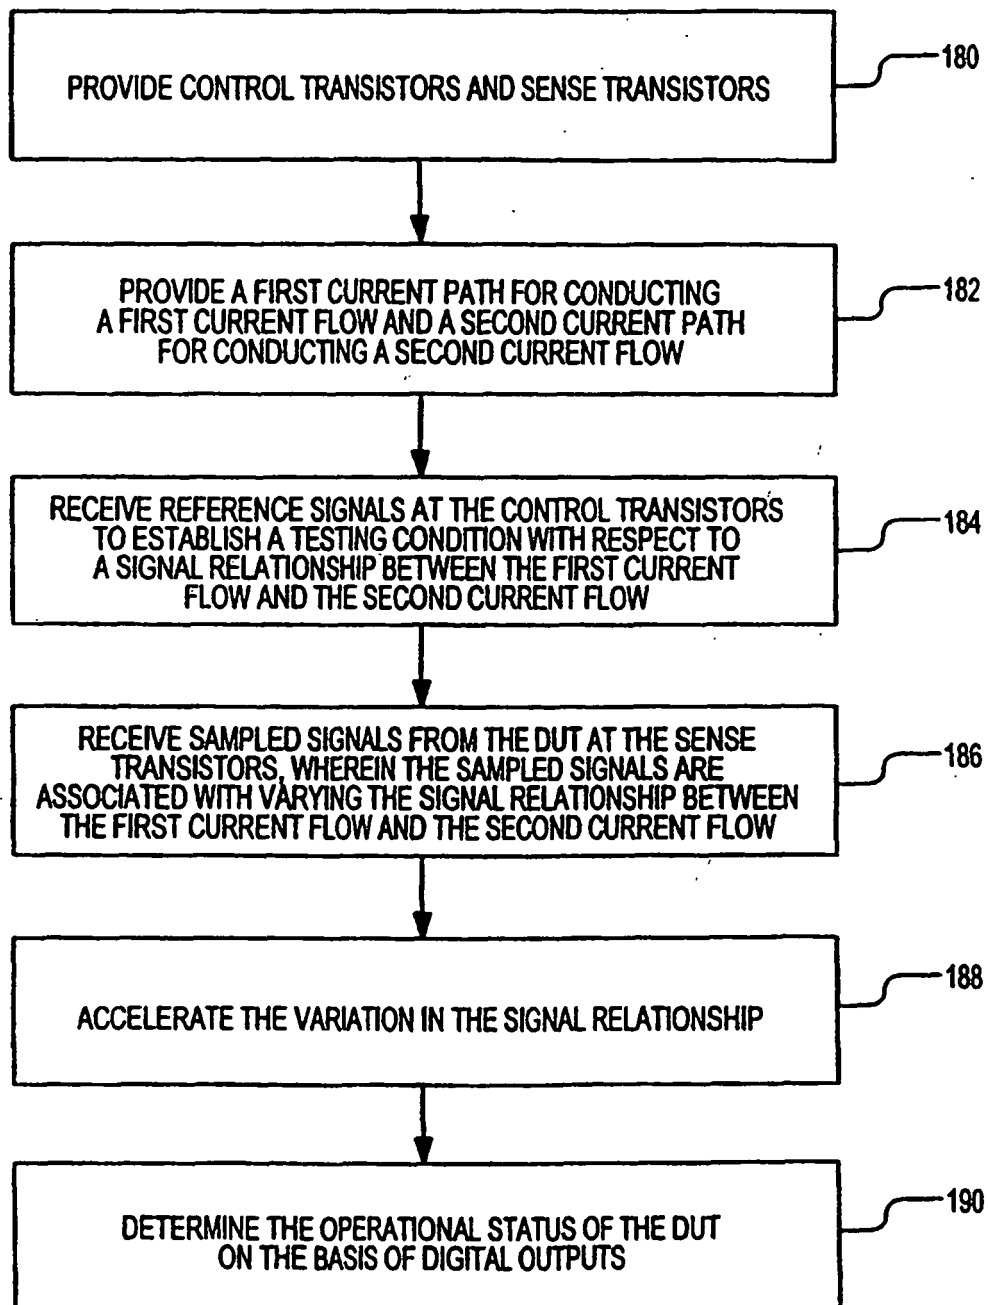 PROVIDE CONTROL TRANSISTORS AND SENSE TRANSISTORS
180
PROVIDE A FIRST CURRENT PATH FOR CONDUCTING
A FIRST CURRENT FLOW AND A SECOND CURRENT PATH
FOR CONDUCTING A SECOND CURRENT FLOW
182
RECEIVE REFERENCE SIGNALS AT THE CONTROL TRANSISTORS
TO ESTABLISH A TESTING CONDITION WITH RESPECT TO
A SIGNAL RELATIONSHIP BETWEEN THE FIRST CURRENT
FLOW AND THE SECOND CURRENT FLOW
184
RECEIVE SAMPLED SIGNALS FROM THE DUT AT THE SENSE
TRANSISTORS, WHEREIN THE SAMPLED SIGNALS ARE
ASSOCIATED WITH VARYING THE SIGNAL RELATIONSHIP BETWEEN
THE FIRST CURRENT FLOW AND THE SECOND CURRENT FLOW
186
ACCELERATE THE VARIATION IN THE SIGNAL RELATIONSHIP
188
DETERMINE THE OPERATIONAL STATUS OF THE DUT
ON THE BASIS OF DIGITAL OUTPUTS
190